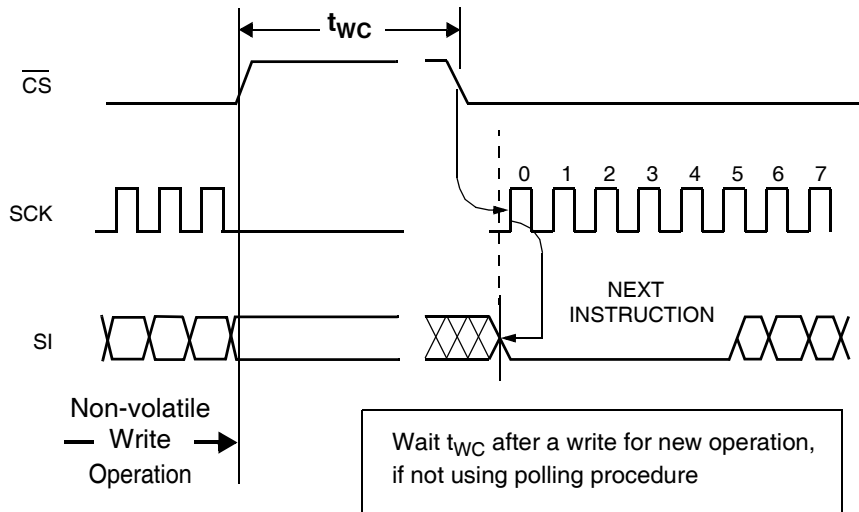 tWC
CS
0 1 2 3 4 5 6 7
SCK
NEXT
INSTRUCTION
SI
Non-volatile
Write
Operation
Wait tWC after a write for new operation,
if not using polling procedure